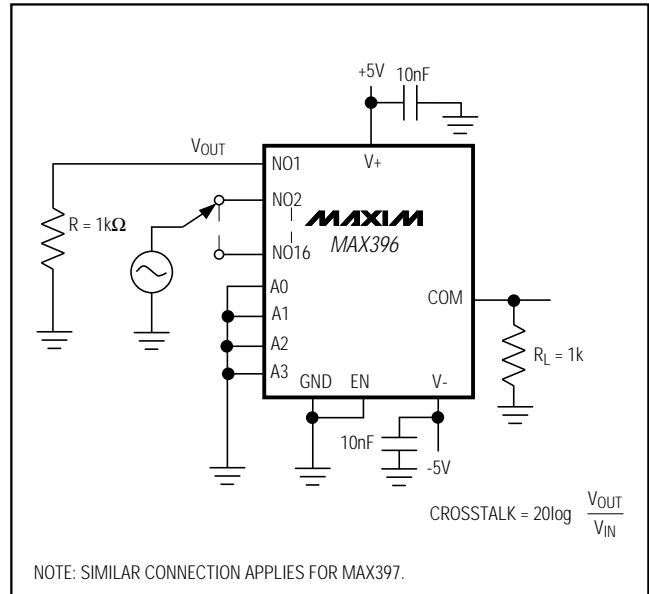 +5V
10nF
VOUT
V+
NO1
R = 1kΩ
NO2
MAXIM
MAX396
NO16
A0
COM
A1
A2
RL = 1k
A3
GND EN V-
10nF
-5V
CROSSTALK = 20log VOUT
VIN
NOTE: SIMILAR CONNECTION APPLIES FOR MAX397.